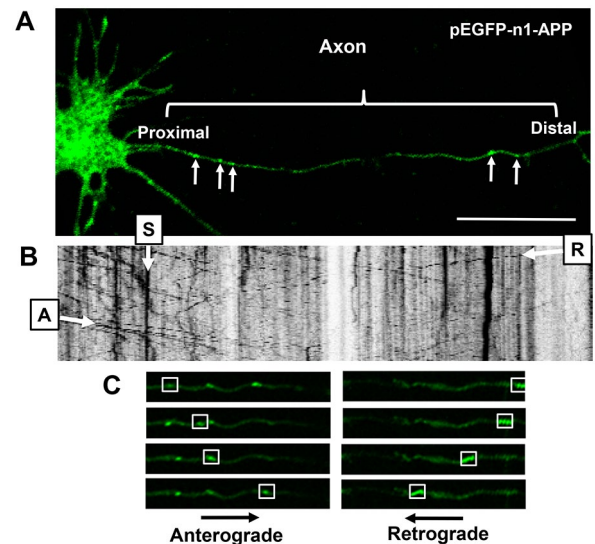 A
pEGFP-n1-APP
Axon
Proximal
Distal
S
R
B
A
C
Anterograde
Retrograde